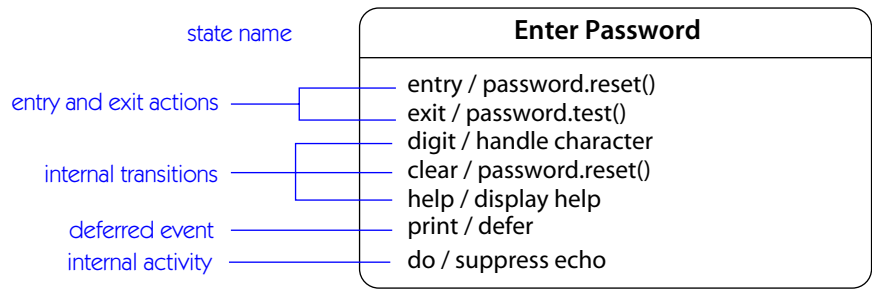 state name
Enter Password
entry and exit actions
entry / password.reset()
exit / password.test()
internal transitions
digit / handle character
clear / password.reset()
help / display help
deferred event
print / defer
internal activity
do / suppress echo